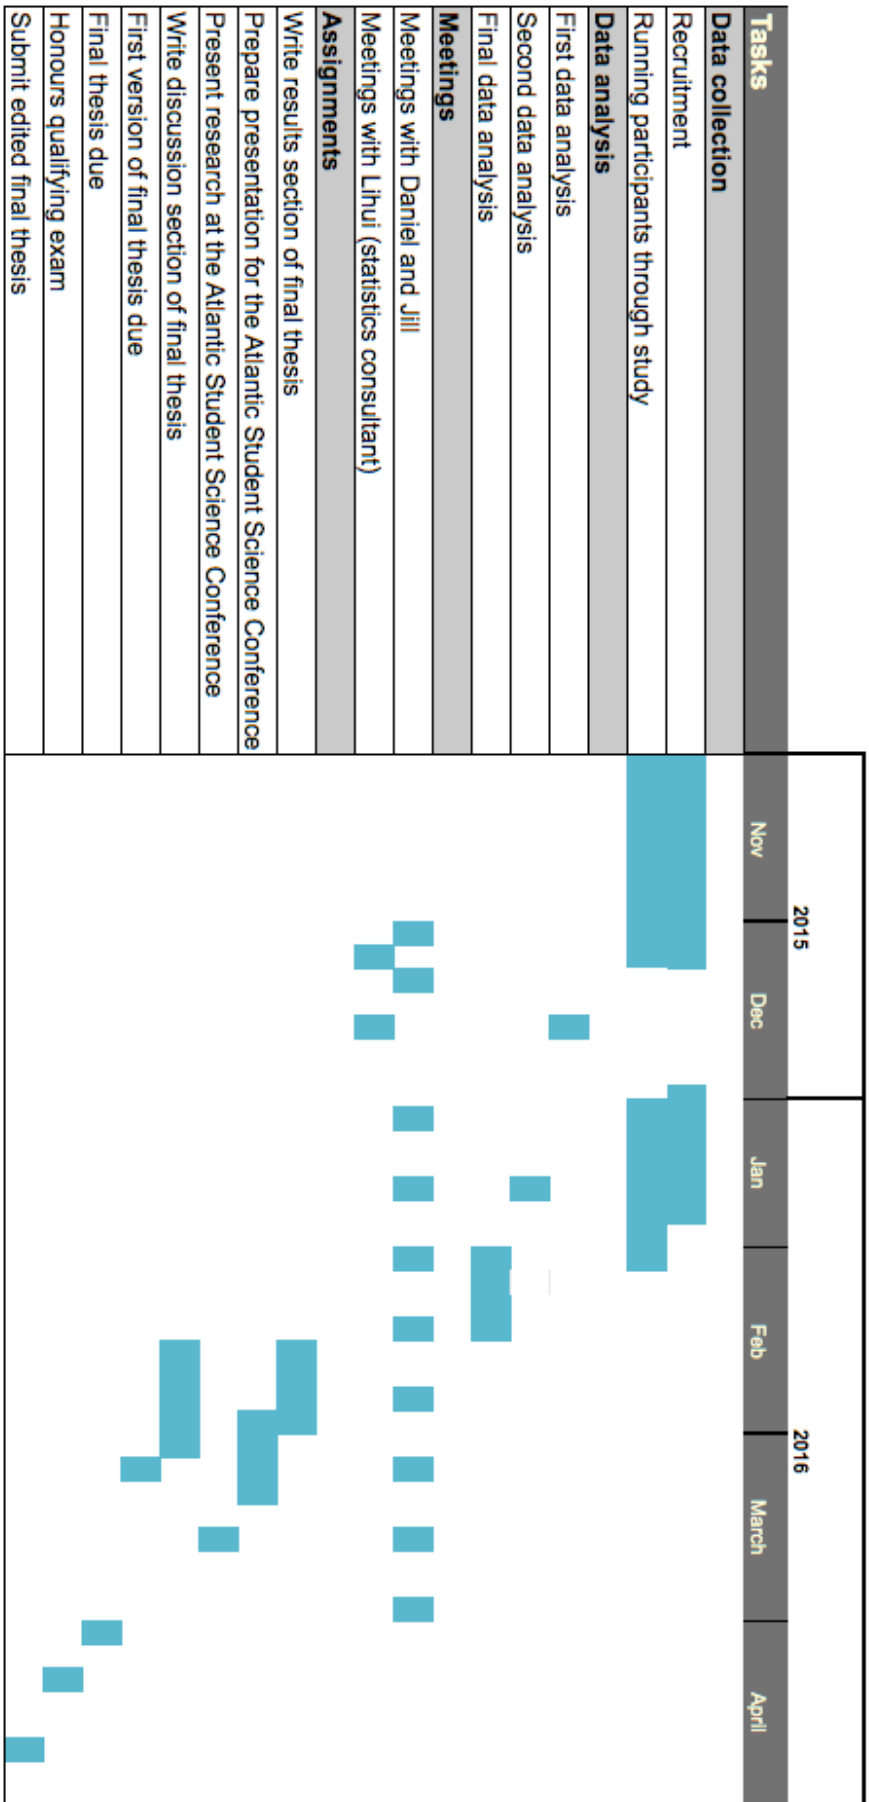 2015
2016
Tasks
Nov
Dec
Jan
Feb
March
April
Data collection
Recruitment
Running participants through study
Data analysis
First data analysis
Second data analysis
Final data analysis
Meetings
Meetings with Daniel and Jill
Meetings with Lihui (statistics consultant)
Assignments
Write results section of final thesis
Prepare presentation for the Atlantic Student Science Conference
Present research at the Atlantic Student Science Conference
Write discussion section of final thesis
First version of final thesis due
Final thesis due
Honours qualifying exam
Submit edited final thesis